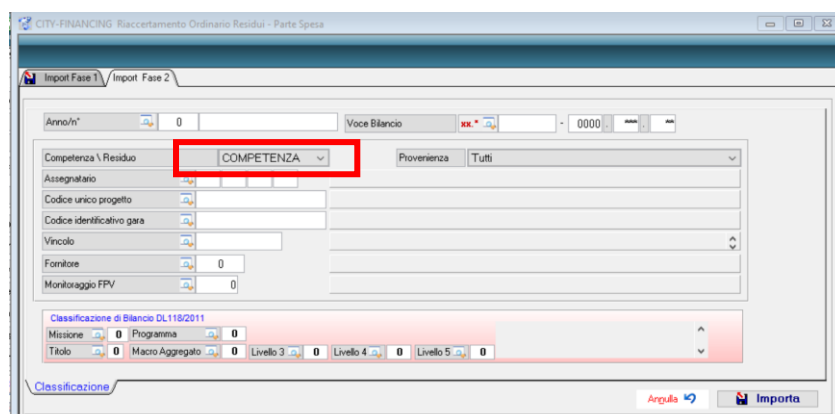 CITY-FINANCING Riaccertamento Ordinario Residui - Parte Spesa
Import Fase 1 Import Fase 2
Anno/n° 0 Voce Bilancio xx.* - 0000 . **** . **
Competenza \ Residuo COMPETENZA Provenienza Tutti
Assegnatario
Codice unico progetto
Codice identificativo gara
Vincolo
Fornitore 0
Monitoraggio FPV 0
Classificazione di Bilancio DL118/2011
Missione 0 Programma 0
Titolo 0 Macro Aggregato 0 Livello 3 0 Livello 4 0 Livello 5 0
Classificazione
Annulla Importa